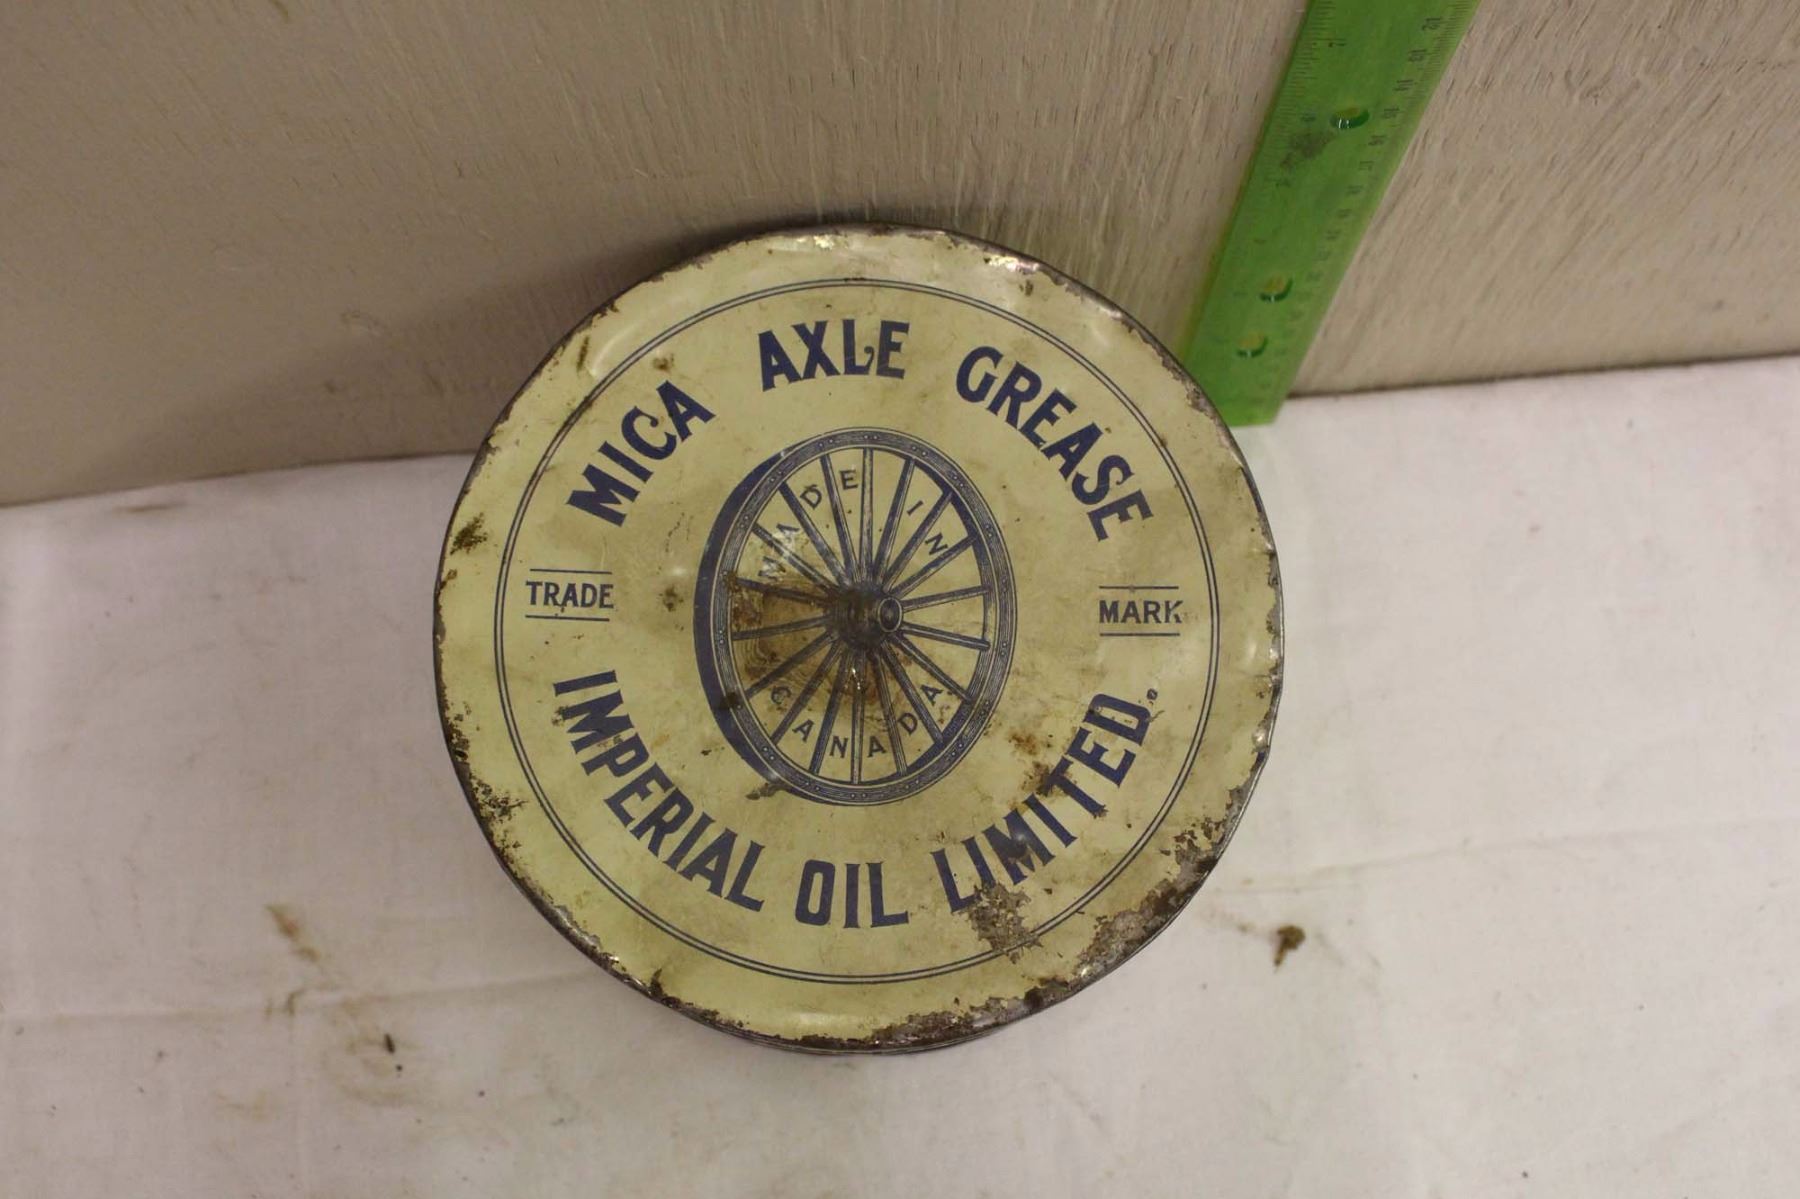 MICA AXLE GREASE
TRADE MARK
MADE IN
CANADA
IMPERIAL OIL LIMITED.